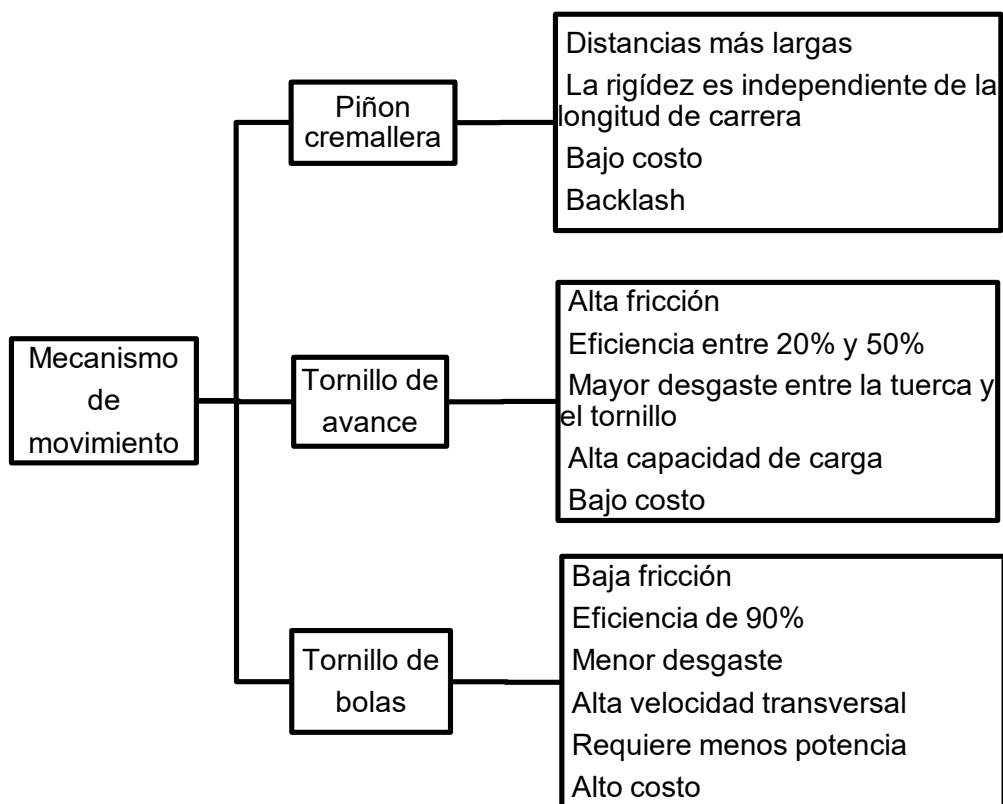 Mecanismo
de
movimiento
Piñon
cremallera
Distancias más largas
La rigídez es independiente de la
longitud de carrera
Bajo costo
Backlash
Tornillo de
avance
Alta fricción
Eficiencia entre 20% y 50%
Mayor desgaste entre la tuerca y
el tornillo
Alta capacidad de carga
Bajo costo
Tornillo de
bolas
Baja fricción
Eficiencia de 90%
Menor desgaste
Alta velocidad transversal
Requiere menos potencia
Alto costo